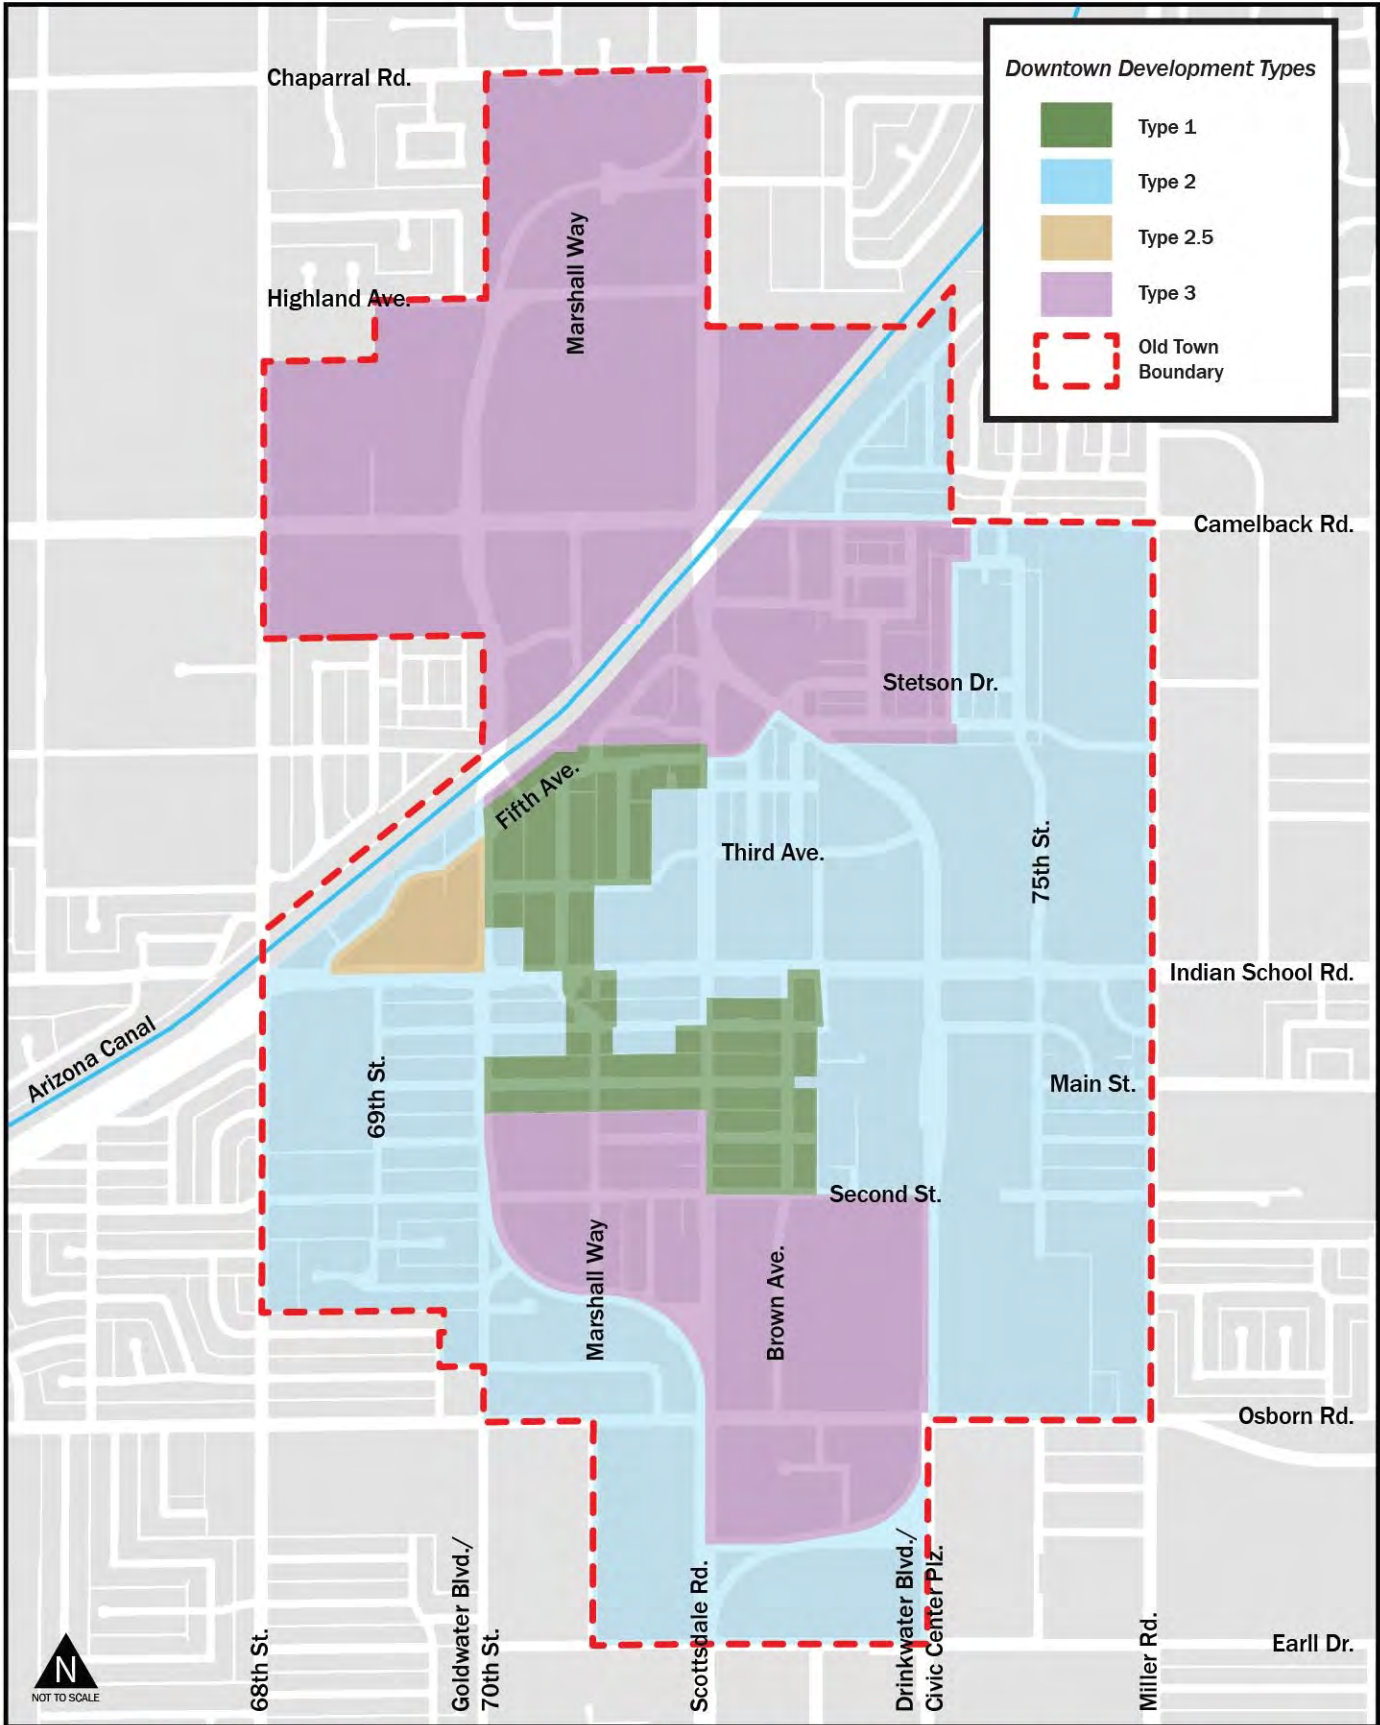 Downtown Development Types
Type 1
Type 2
Type 2.5
Type 3
Old Town
Boundary
Chaparral Rd.
Marshall Way
Highland Ave.
Camelback Rd.
Stetson Dr.
Fifth Ave.
Third Ave.
75th St.
Indian School Rd.
Arizona Canal
69th St.
Main St.
Second St.
Marshall Way
Brown Ave.
Osborn Rd.
68th St.
Goldwater Blvd./
70th St.
Scottsdale Rd.
Drinkwater Blvd./
Civic Center Plz.
Miller Rd.
Earll Dr.
N
NOT TO SCALE